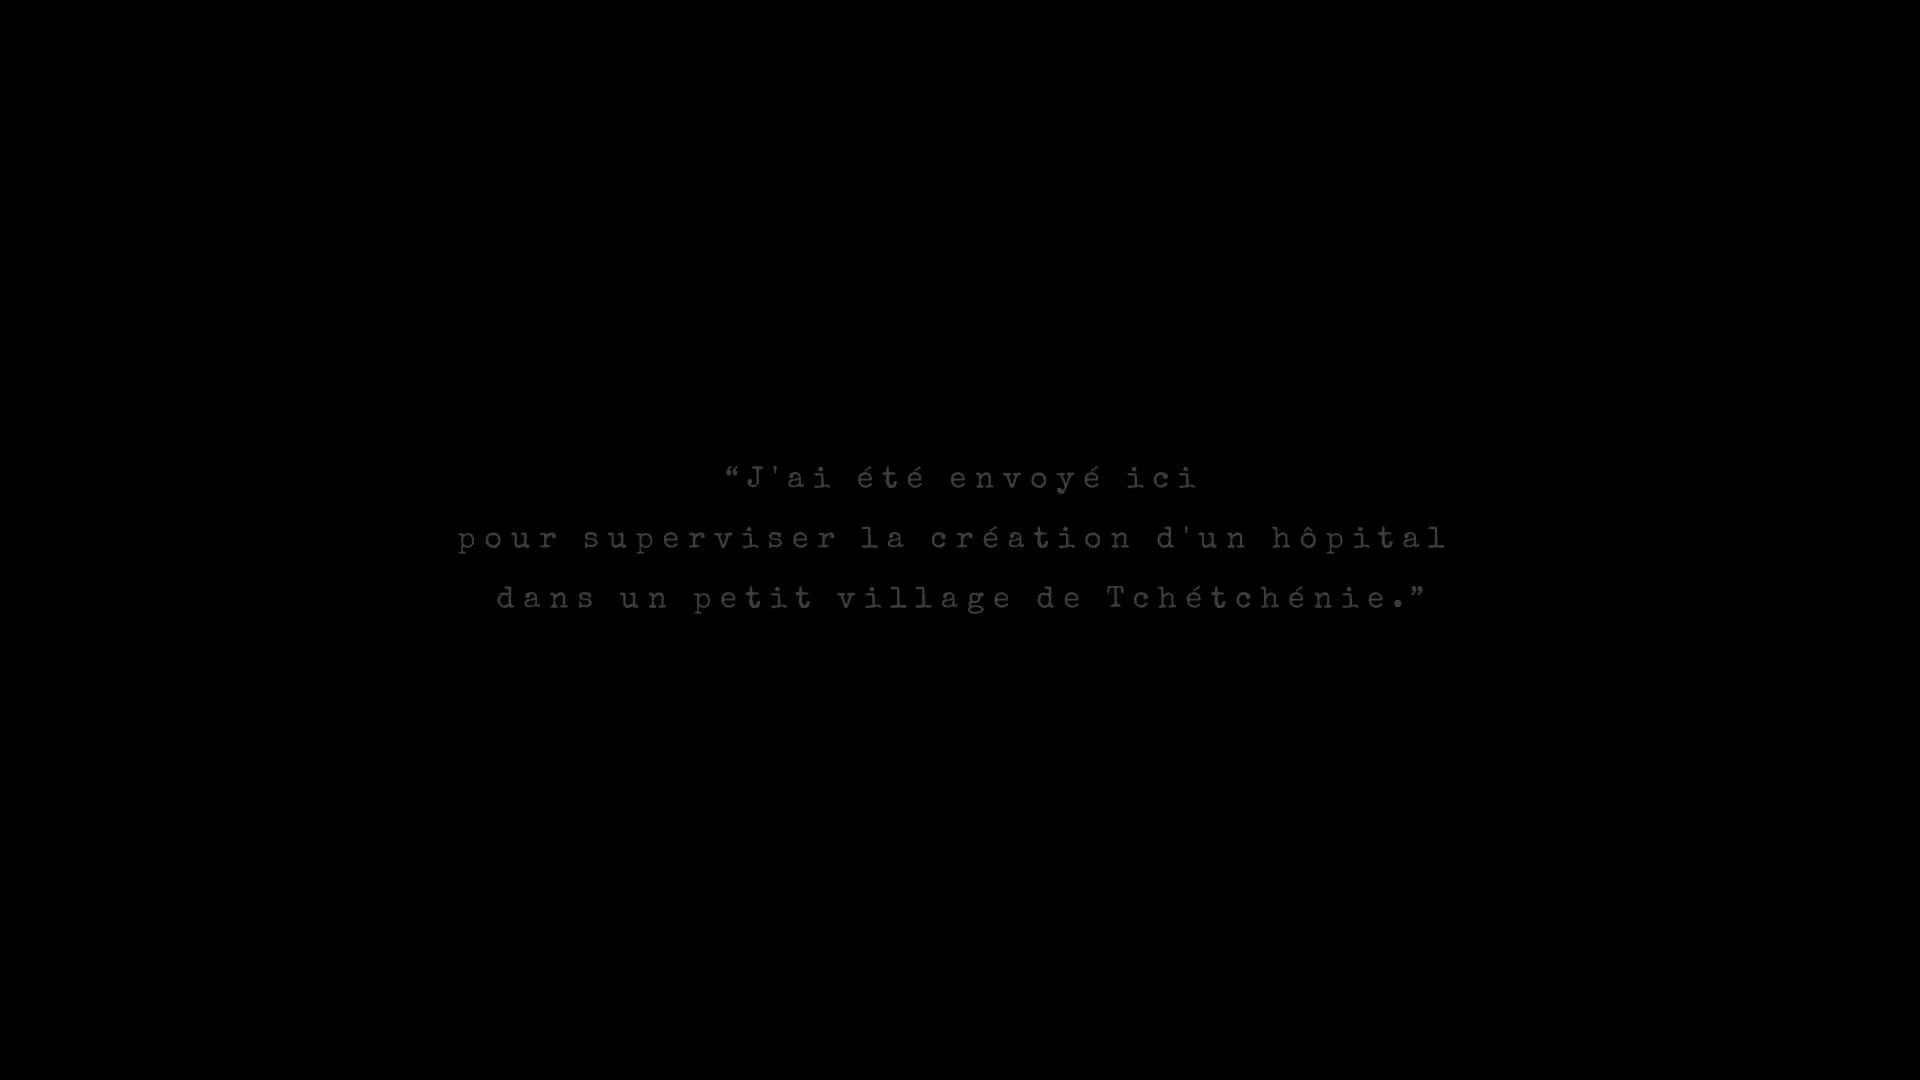 “J'ai été envoyé ici
pour superviser la création d'un hôpital
dans un petit village de Tchétchénie.”